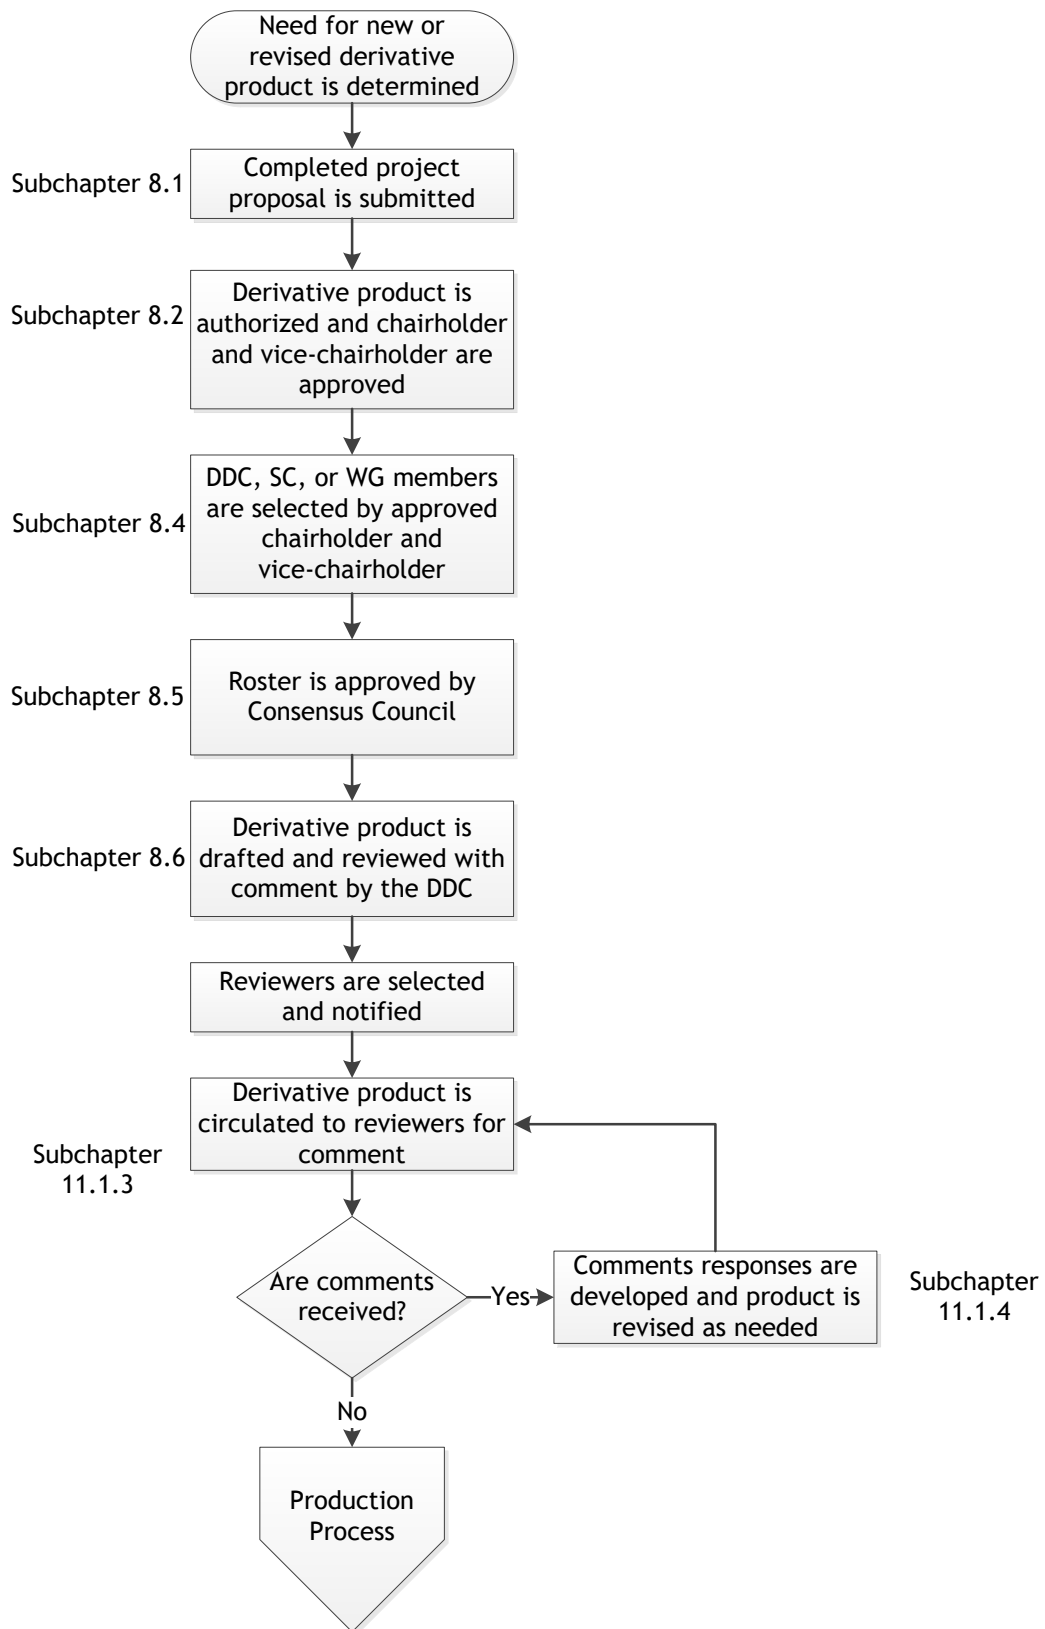 Need for new or
revised derivative
product is determined
Subchapter 8.1
Completed project
proposal is submitted
Subchapter 8.2
Derivative product is
authorized and chairholder
and vice-chairholder are
approved
Subchapter 8.4
DDC, SC, or WG members
are selected by approved
chairholder and
vice-chairholder
Subchapter 8.5
Roster is approved by
Consensus Council
Subchapter 8.6
Derivative product is
drafted and reviewed with
comment by the DDC
Reviewers are selected
and notified
Derivative product is
circulated to reviewers for
comment
Subchapter
11.1.3
Are comments
received?
Yes
Comments responses are
developed and product is
revised as needed
Subchapter
11.1.4
No
Production
Process